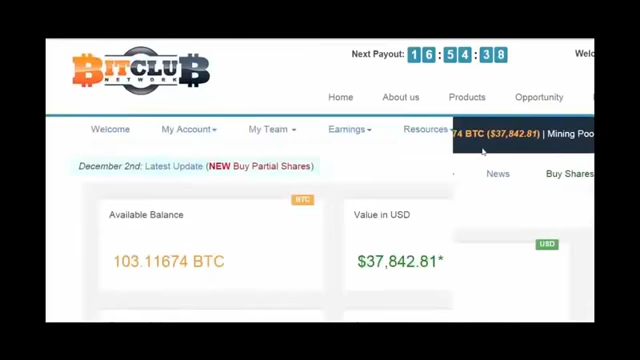 BITCLUB
NETWORK
Next Payout: 16:54:38
Welc
Home About us Products Opportunity
Welcome My Account My Team Earnings Resources
74 BTC ($37,842.81) | Mining Poo
December 2nd: Latest Update (NEW Buy Partial Shares)
News Buy Shares
BTC
Available Balance
Value in USD
USD
103.11674 BTC
$37,842.81*